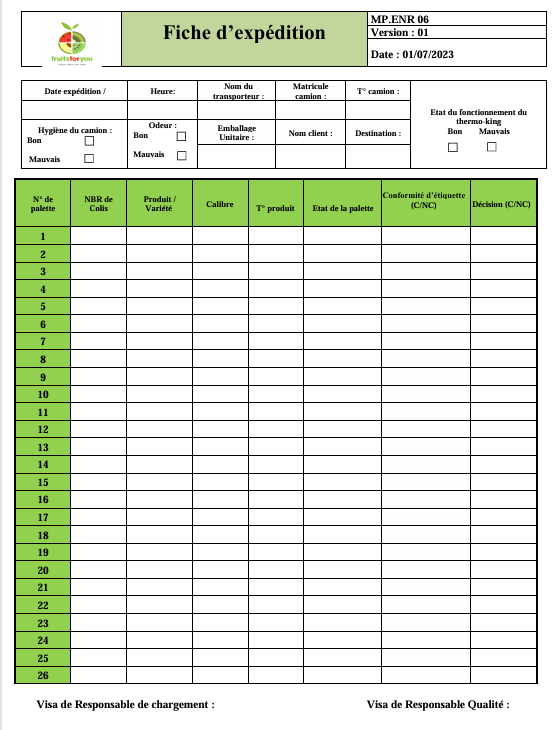 fruitsforyou
Fiche d'expédition
MP.ENR 06
Version : 01
Date : 01/07/2023
Date expédition /
Heure:
Nom du
transporteur :
Matricule
camion :
T° camion :
Etat du fonctionnement du
thermo-king
Bon Mauvais
Hygiène du camion :
Bon
Mauvais
Odeur :
Bon
Mauvais
Emballage
Unitaire :
Nom client :
Destination :
N° de
palette
NBR de
Colis
Produit /
Variété
Calibre
T° produit
Etat de la palette
Conformité d'étiquette
(C/NC)
Décision (C/NC)
1
2
3
4
5
6
7
8
9
10
11
12
13
14
15
16
17
18
19
20
21
22
23
24
25
26
Visa de Responsable de chargement :
Visa de Responsable Qualité :